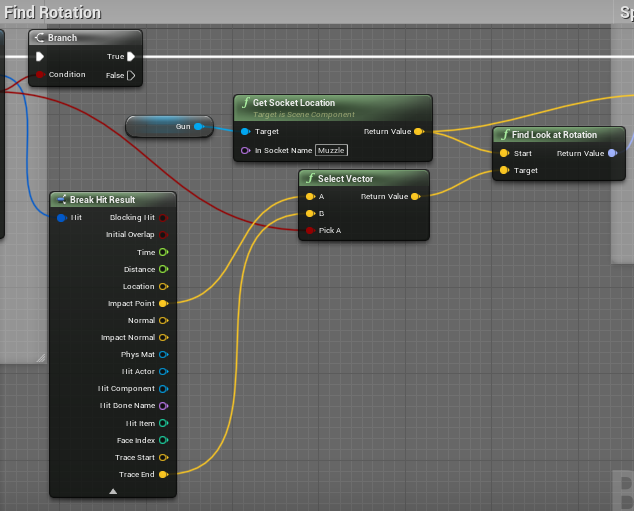 Find Rotation
Sp
Branch
True
Condition
False
Get Socket Location
Target is Scene Component
Gun
Target
Return Value
In Socket Name Muzzle
Find Look at Rotation
Start
Return Value
Target
Select Vector
A
Return Value
B
Pick A
Break Hit Result
Hit
Blocking Hit
Initial Overlap
Time
Distance
Location
Impact Point
Normal
Impact Normal
Phys Mat
Hit Actor
Hit Component
Hit Bone Name
Hit Item
Face Index
Trace Start
Trace End
B